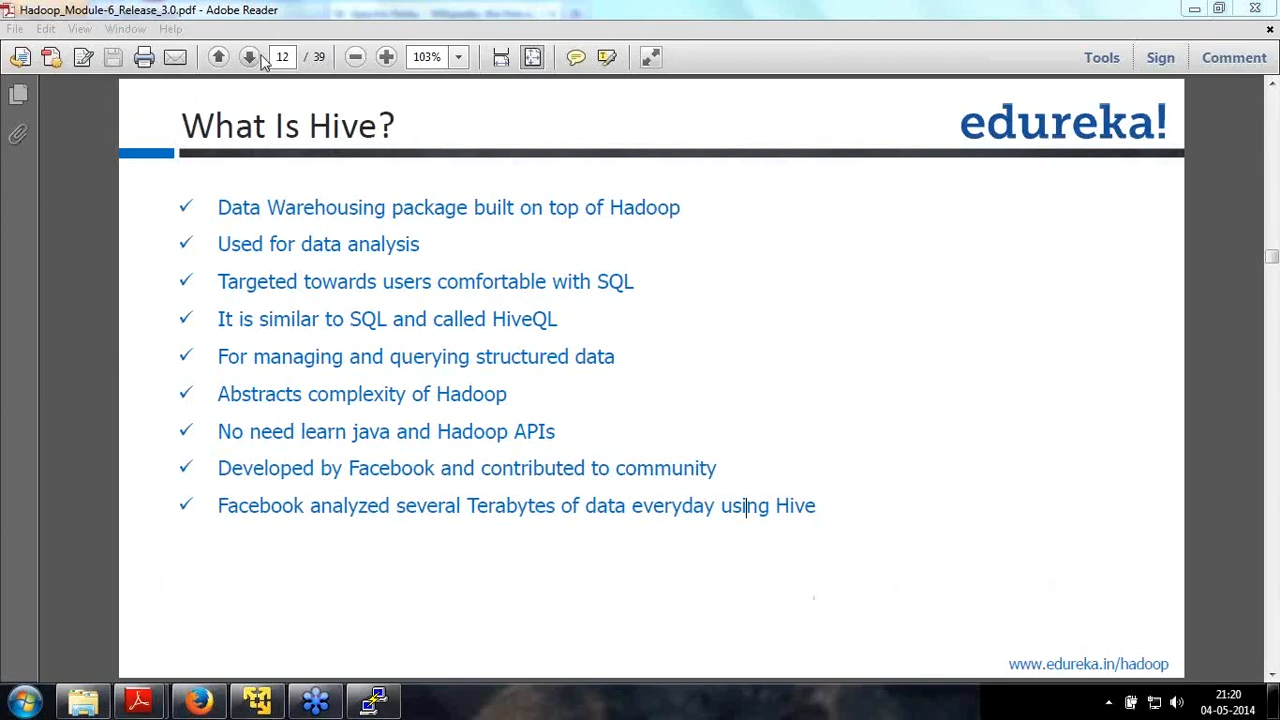 Hadoop_Module-6_Release_3.0.pdf - Adobe Reader
File Edit View Window Help
12 / 39 103% Tools Sign Comment
What Is Hive?
edureka!
✓ Data Warehousing package built on top of Hadoop
✓ Used for data analysis
✓ Targeted towards users comfortable with SQL
✓ It is similar to SQL and called HiveQL
✓ For managing and querying structured data
✓ Abstracts complexity of Hadoop
✓ No need learn java and Hadoop APIs
✓ Developed by Facebook and contributed to community
✓ Facebook analyzed several Terabytes of data everyday using Hive
www.edureka.in/hadoop
21:20
04-05-2014